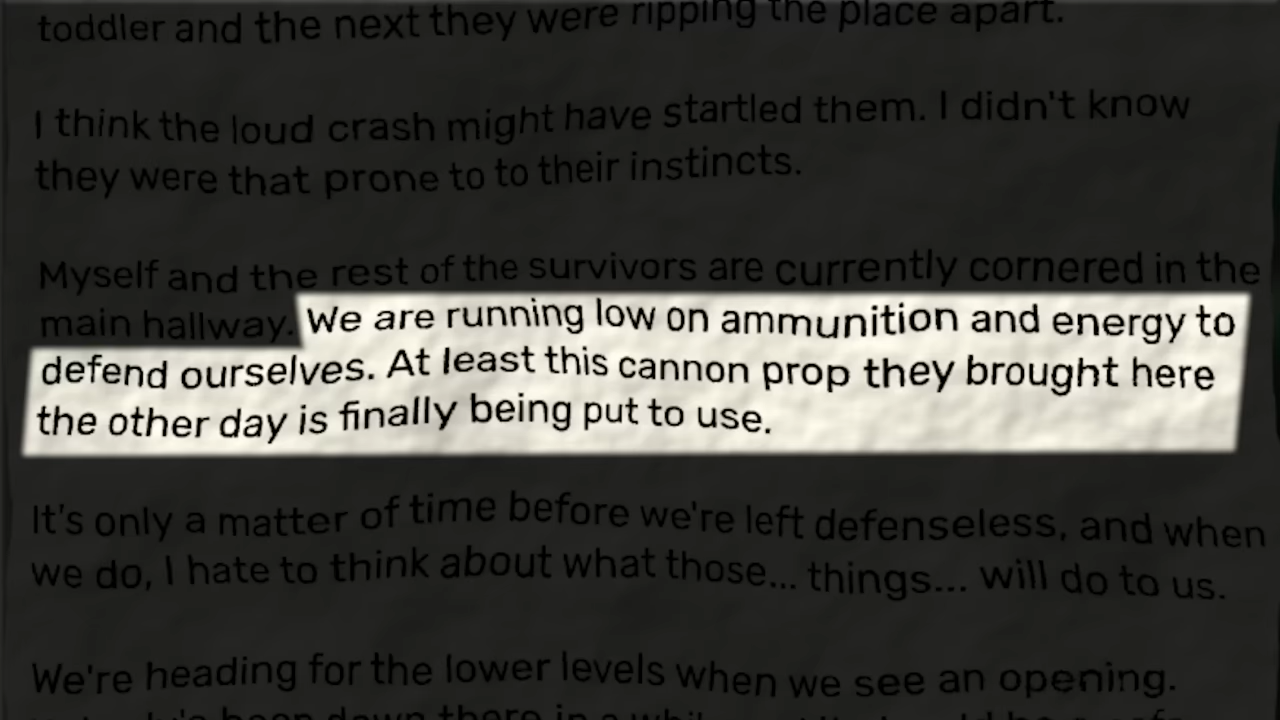 toddler and the next they were ripping the place apart.
I think the loud crash might have startled them. I didn't know
they were that prone to to their instincts.
Myself and the rest of the survivors are currently cornered in the
main hallway. We are running low on ammunition and energy to
defend ourselves. At least this cannon prop they brought here
the other day is finally being put to use.
It's only a matter of time before we're left defenseless, and when
we do, I hate to think about what those... things... will do to us.
We're heading for the lower levels when we see an opening.
been down there in a